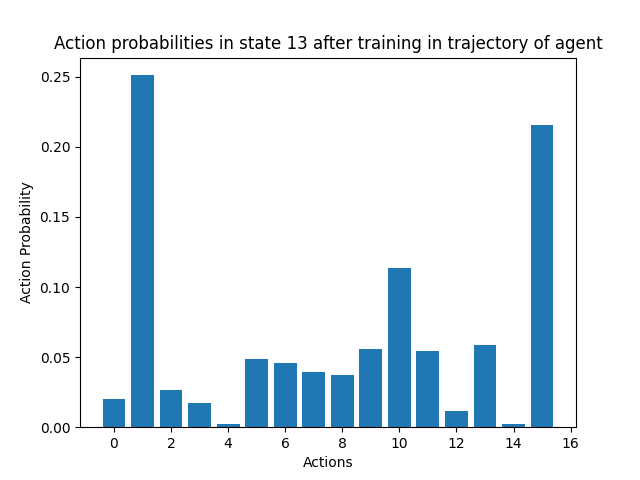 Action probabilities in state 13 after training in trajectory of agent
0.25
0.20
0.15
0.10
0.05
0.00
Action Probability
0 2 4 6 8 10 12 14 16
Actions